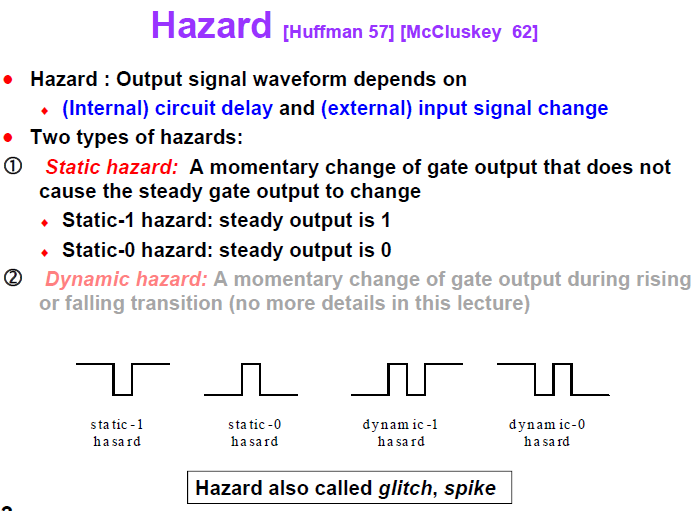 Hazard [Huffman 57] [McCluskey 62]
Hazard : Output signal waveform depends on
(Internal) circuit delay and (external) input signal change
Two types of hazards:
① Static hazard: A momentary change of gate output that does not
cause the steady gate output to change
Static-1 hazard: steady output is 1
Static-0 hazard: steady output is 0
② Dynamic hazard: A momentary change of gate output during rising
or falling transition (no more details in this lecture)
static-1 static-0 dynamic-1 dynamic-0
hasard hasard hasard hasard
Hazard also called glitch, spike